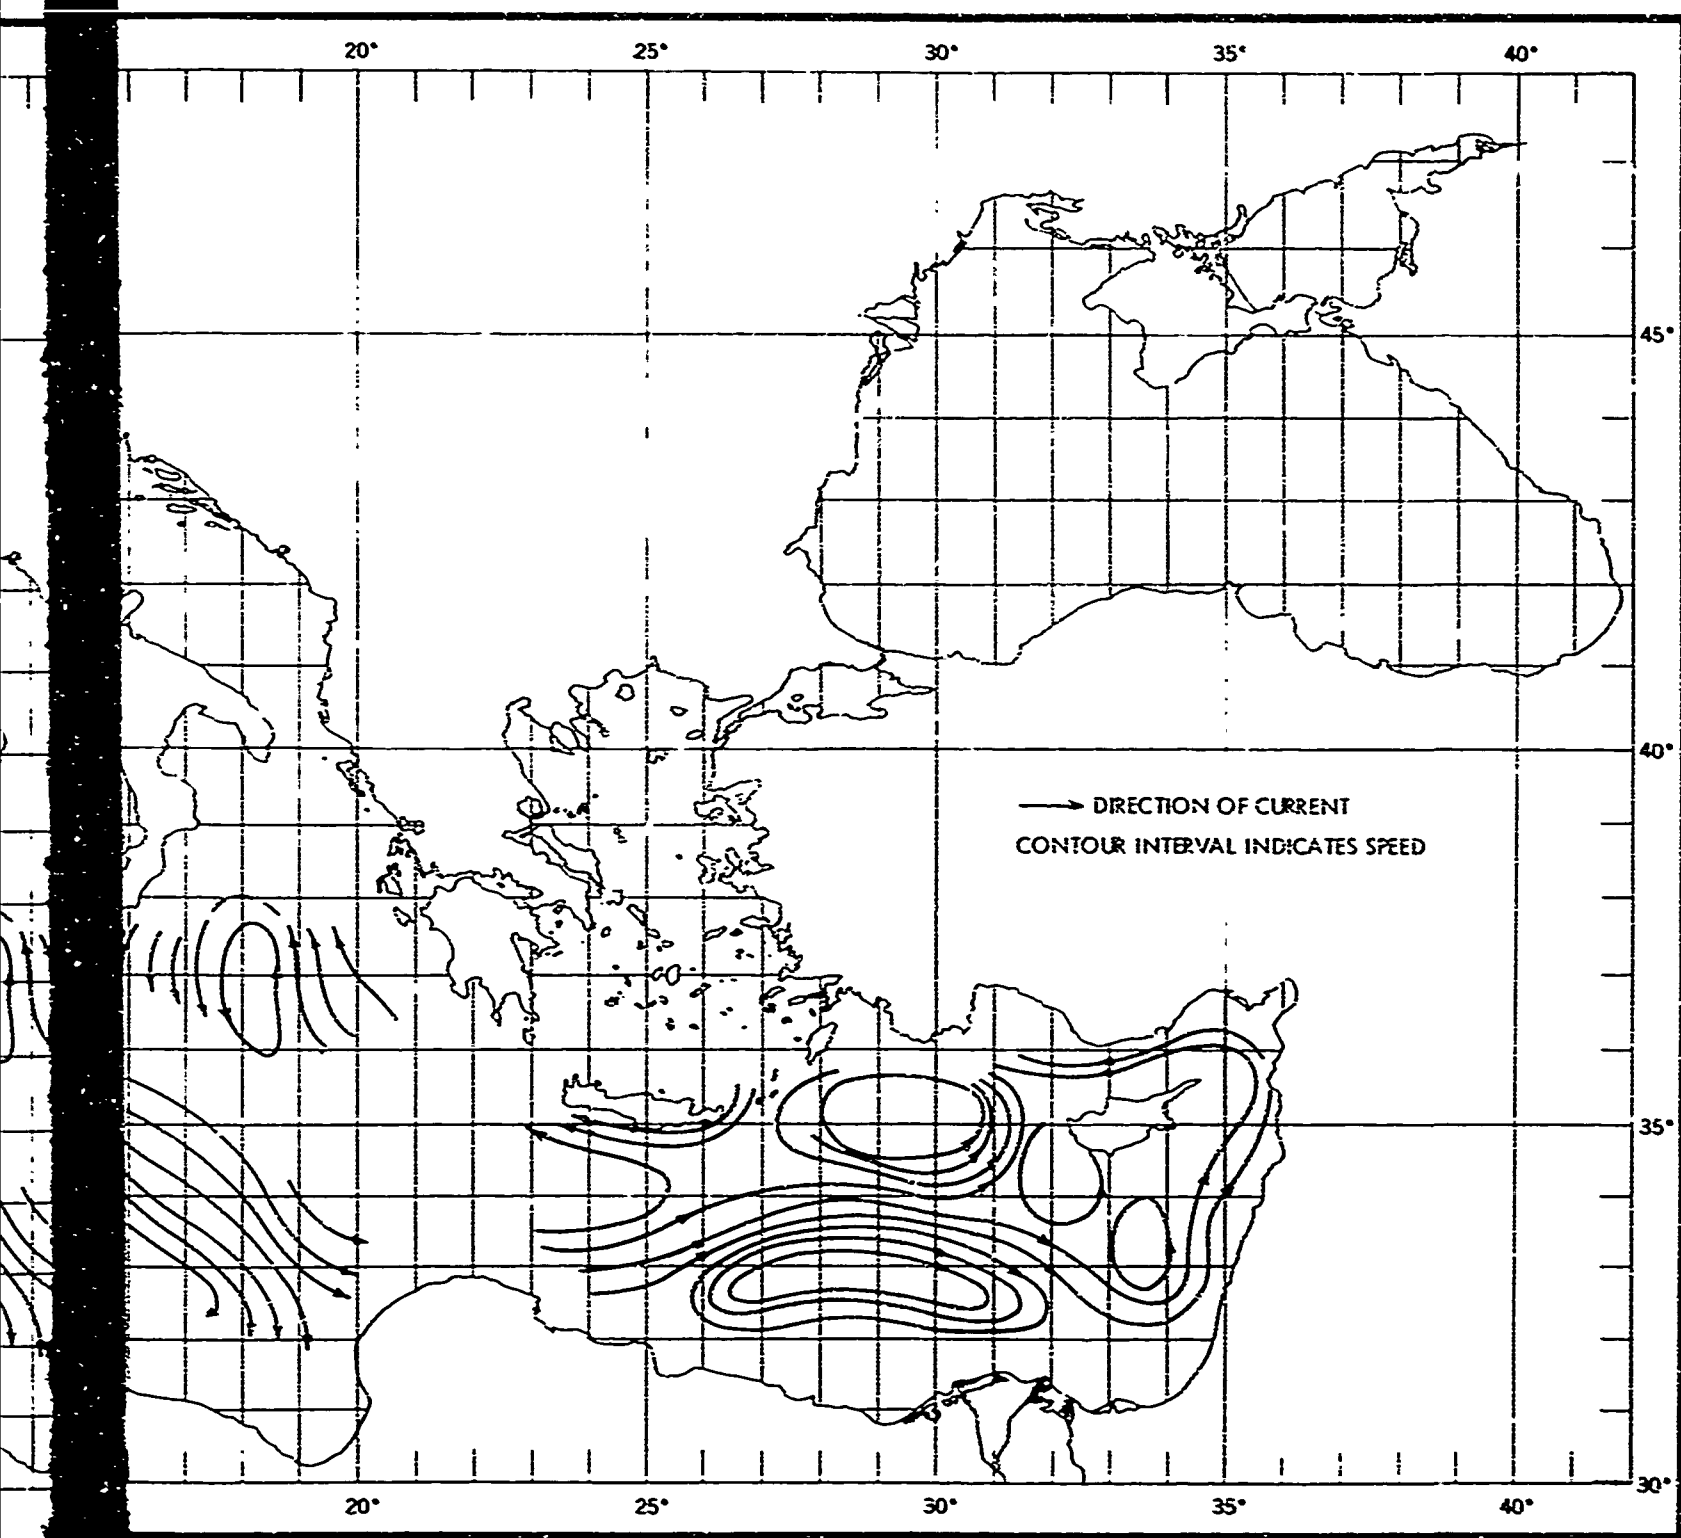 20° 25° 30° 35° 40°
45°
40°
DIRECTION OF CURRENT
CONTOUR INTERVAL INDICATES SPEED
35°
30°
20° 25° 30° 35° 40°